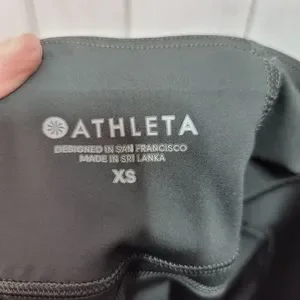 ATHLETA
DESIGNED IN SAN FRANCISCO
MADE IN SRI LANKA
XS